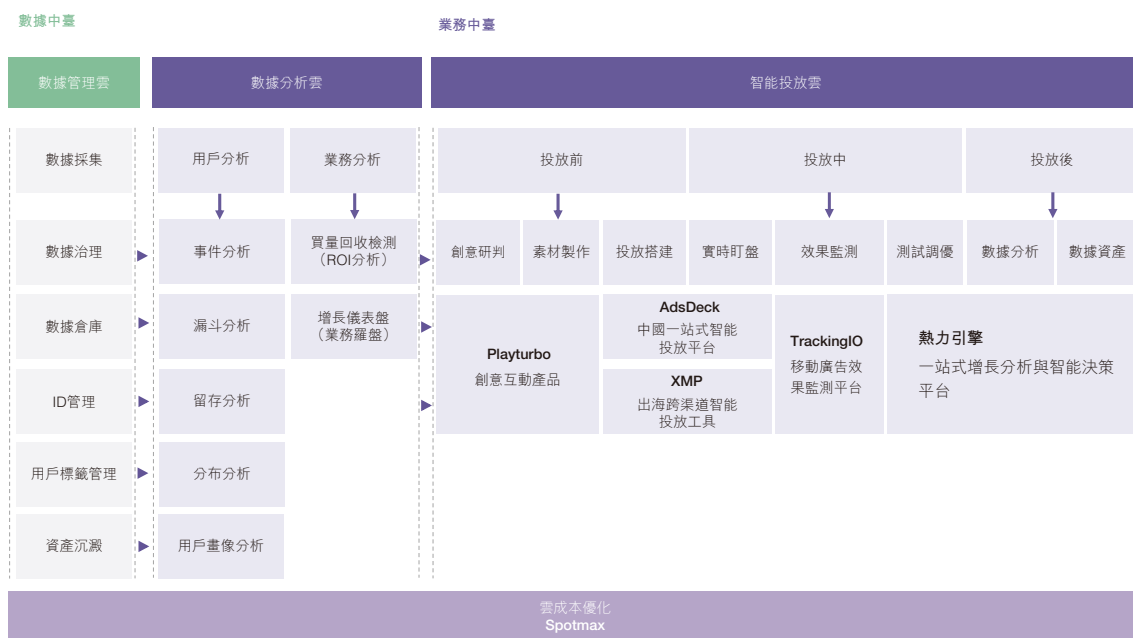 數據中臺
業務中臺
數據管理雲
數據分析雲
智能投放雲
數據採集
用戶分析
業務分析
投放前
投放中
投放後
數據治理
事件分析
買量回收檢測
（ROI分析）
創意研判
素材製作
投放搭建
實時盯盤
效果監測
測試調優
數據分析
數據資產
數據倉庫
漏斗分析
增長儀表盤
（業務羅盤）
Playturbo
創意互動產品
AdsDeck
中國一站式智能
投放平台
XMP
出海跨渠道智能
投放工具
TrackingIO
移動廣告效
果監測平台
熱力引擎
一站式增長分析與智能決策
平台
ID管理
留存分析
用戶標籤管理
分布分析
資產沉澱
用戶畫像分析
雲成本優化
Spotmax